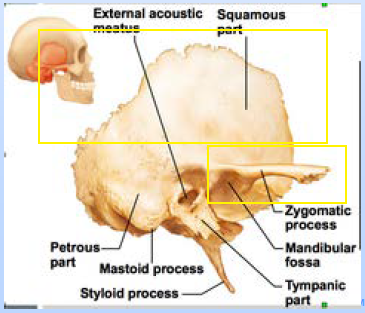 External acoustic
meatus
Squamous
part
Zygomatic
process
Petrous
part
Mandibular
fossa
Mastoid process
Styloid process
Tympanic
part